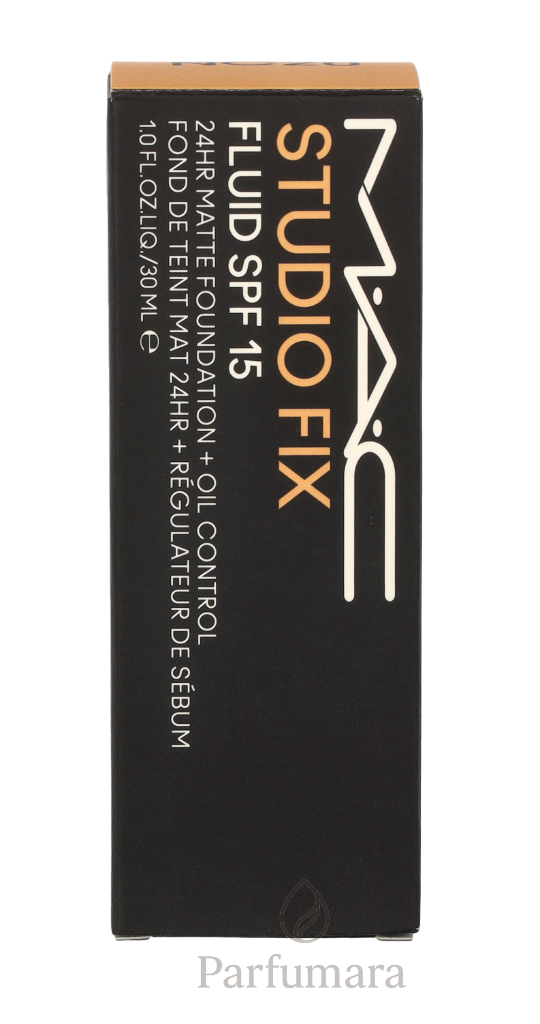 M·A·C
STUDIO FIX
FLUID SPF 15
24HR MATTE FOUNDATION + OIL CONTROL
FOND DE TEINT MAT 24HR + RÉGULATEUR DE SÉBUM
1.0 FL.OZ.LIQ./30 ML ℮
Parfumara